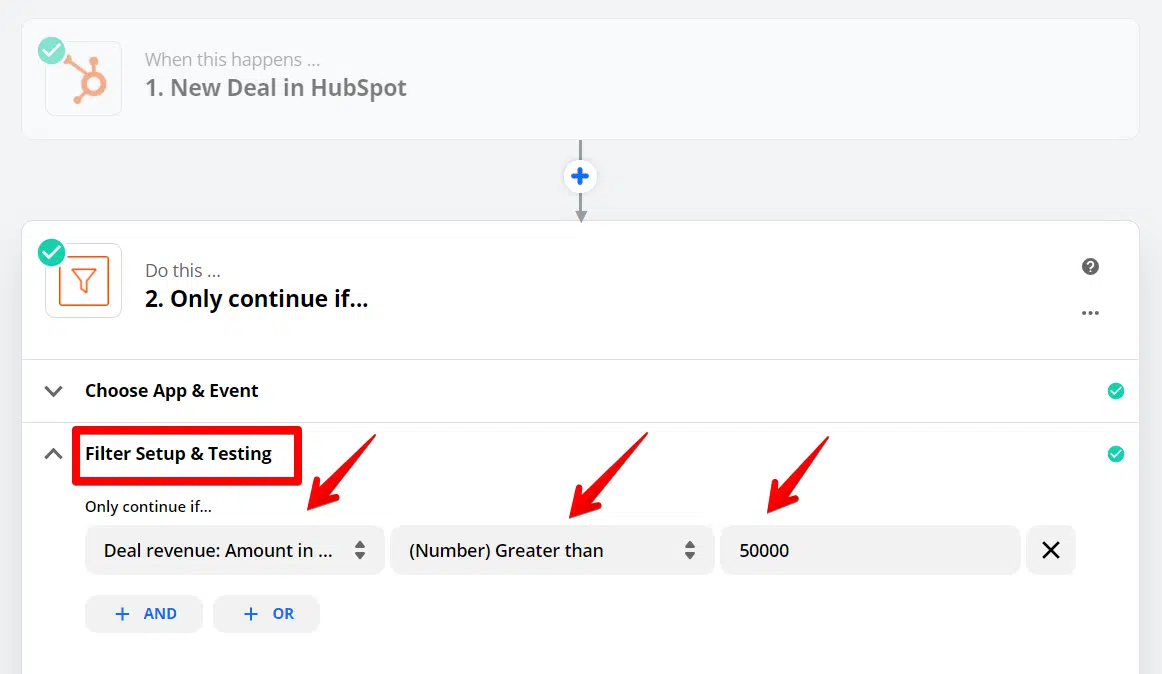 When this happens ...
1. New Deal in HubSpot
Do this ...
2. Only continue if...
Choose App & Event
Filter Setup & Testing
Only continue if...
Deal revenue: Amount in ... (Number) Greater than 50000
+ AND + OR